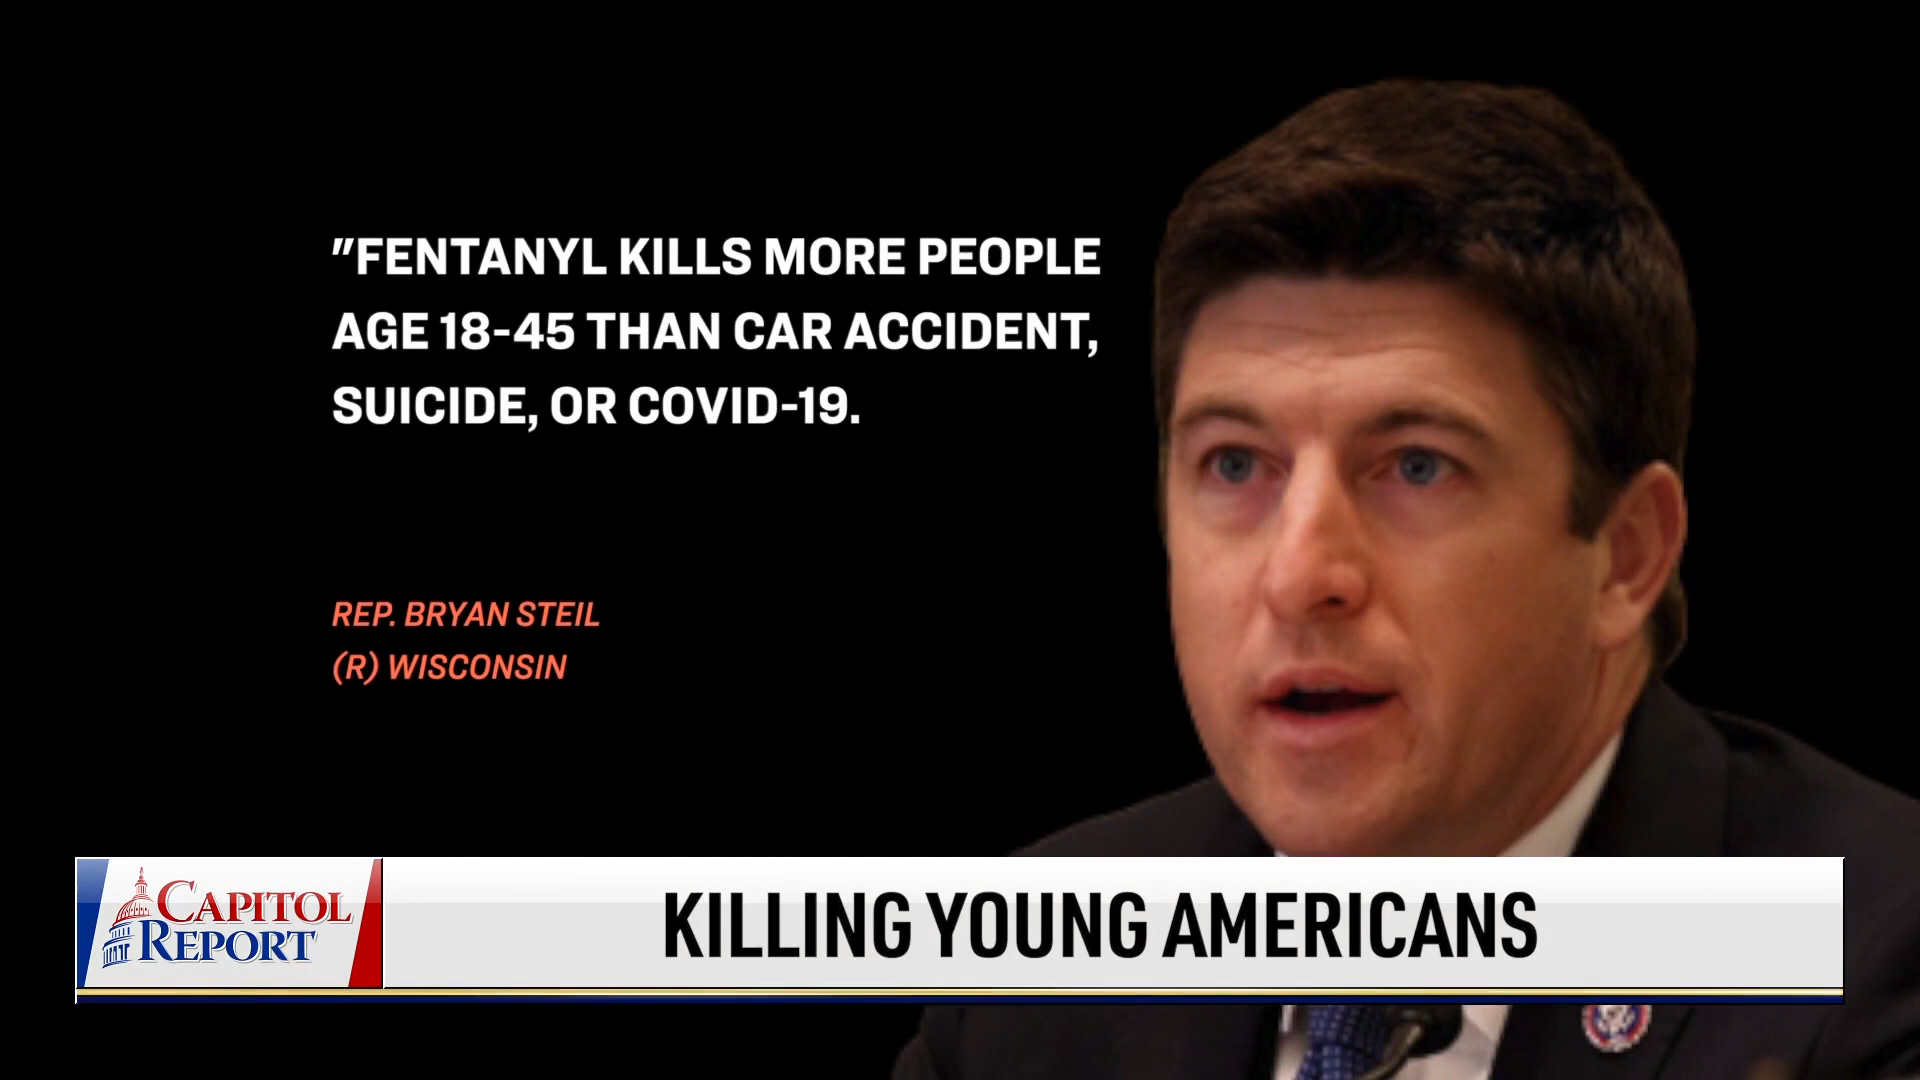 "FENTANYL KILLS MORE PEOPLE
AGE 18-45 THAN CAR ACCIDENT,
SUICIDE, OR COVID-19.
REP. BRYAN STEIL
(R) WISCONSIN
CAPITOL
REPORT
KILLING YOUNG AMERICANS